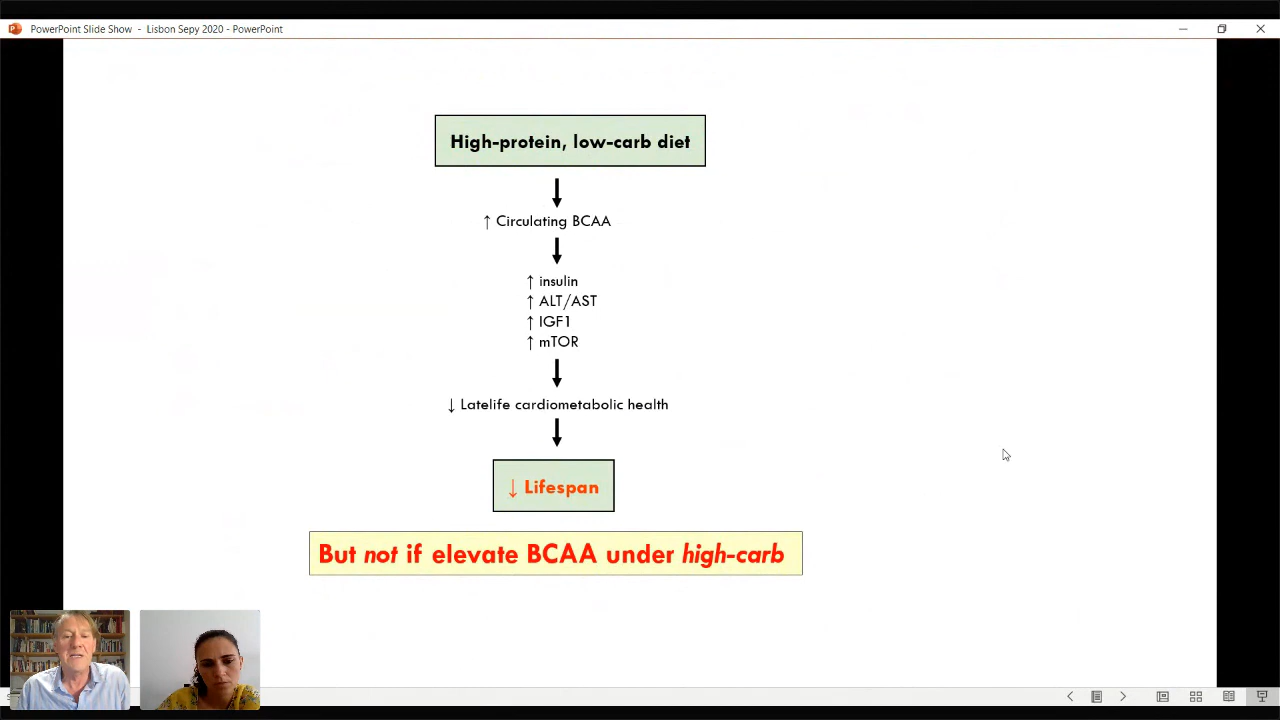 PowerPoint Slide Show - Lisbon Sepy 2020 - PowerPoint
High-protein, low-carb diet
↑ Circulating BCAA
↑ insulin
↑ ALT/AST
↑ IGF1
↑ mTOR
↓ Latelife cardiometabolic health
↓ Lifespan
But not if elevate BCAA under high-carb